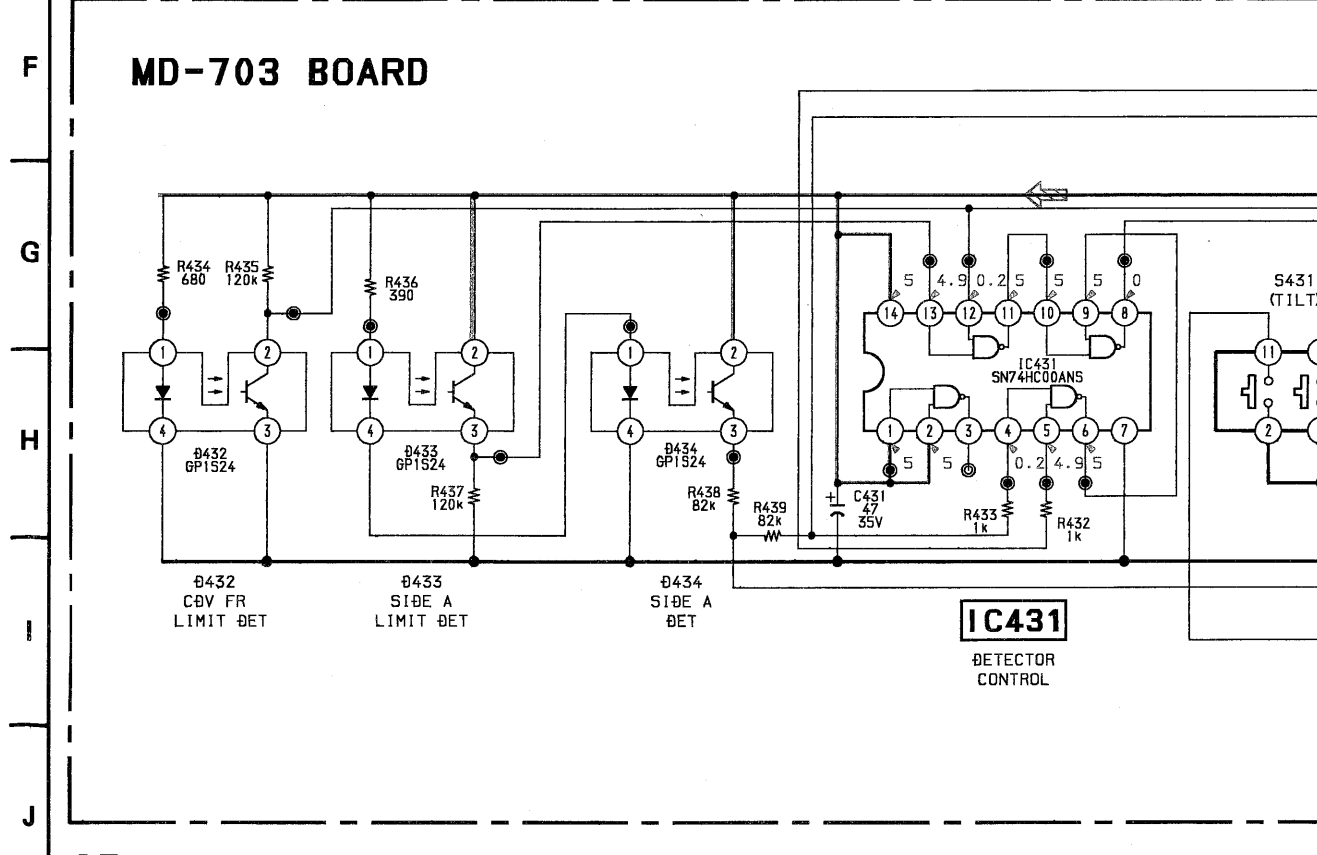 F
MD-703 BOARD
G
R434
680
R435
120k
R436
390
5 4.9 0.2 5 5 5 0
14 13 12 11 10 9 8
S431
(TILT)
1 2 1 2 1 2
IC431
SN74HC00ANS
11
H
4 3 4 3 4 3
1 2 3 4 5 6 7
2
D432
GP1S24
D433
GP1S24
D434
GP1S24
5 5 0.2 4.9 5
R437
120k
R438
82k
R439
82k
+
C431
47
35V
R433
1k
R432
1k
D432
CDV FR
LIMIT DET
D433
SIDE A
LIMIT DET
D434
SIDE A
DET
I
IC431
DETECTOR
CONTROL
J